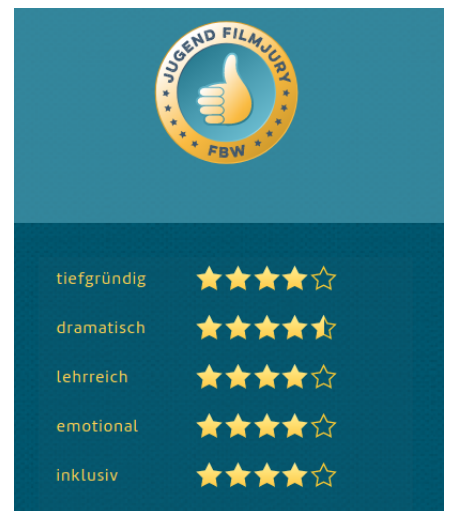 JUGEND FILMJURY
FBW
tiefgründig
dramatisch
lehrreich
emotional
inklusiv